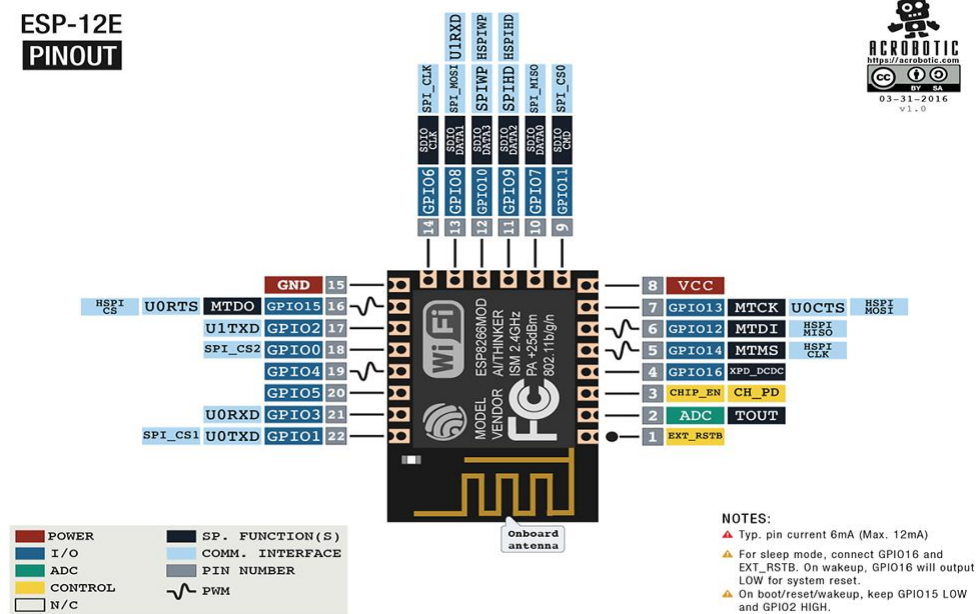 ESP-12E
PINOUT
ACROBOTIC
https://acrobotic.com
CC BY SA
03-31-2016
v1.0
SPI_CLK SDIO CLK GPIO6 14
U1RXD SPI_MOSI SDIO DATA1 GPIO8 13
HSPIWP SPIWP SDIO DATA3 GPIO10 12
HSPIHD SPIHD SDIO DATA2 GPIO9 11
SPI_MISO SDIO DATA0 GPIO7 10
SPI_CS0 SDIO CMD GPIO11 9
GND 15
HSPI CS U0RTS MTDO GPIO15 16
U1TXD GPIO2 17
SPI_CS2 GPIO0 18
GPIO4 19
GPIO5 20
U0RXD GPIO3 21
SPI_CS1 U0TXD GPIO1 22
WiFi
MODEL ESP8266MOD
VENDOR AI/THINKER
ISM 2.4GHz
PA +25dBm
802.11b/g/n
FC
8 VCC
7 GPIO13 MTCK U0CTS HSPI MOSI
6 GPIO12 MTDI HSPI MISO
5 GPIO14 MTMS HSPI CLK
4 GPIO16 XPD_DCDC
3 CHIP_EN CH_PD
2 ADC TOUT
1 EXT_RSTB
Onboard
antenna
POWER
I/O
ADC
CONTROL
N/C
SP. FUNCTION(S)
COMM. INTERFACE
PIN NUMBER
PWM
NOTES:
Typ. pin current 6mA (Max. 12mA)
For sleep mode, connect GPIO16 and
EXT_RSTB. On wakeup, GPIO16 will output
LOW for system reset.
On boot/reset/wakeup, keep GPIO15 LOW
and GPIO2 HIGH.